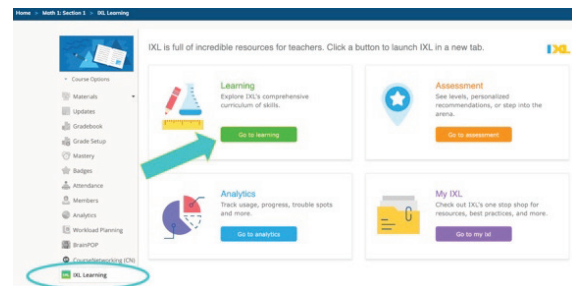 Home » Math 1: Section 1 » IXL Learning
IXL is full of incredible resources for teachers. Click a button to launch IXL in a new tab.
IXL
Course Options
Materials
Updates
Gradebook
Grade Setup
Mastery
Badges
Attendance
Members
Analytics
Workload Planning
BrainPOP
CourseNetworking (CN)
IXL Learning
Learning
Explore IXL's comprehensive
curriculum of skills.
Go to learning
Assessment
See levels, personalized
recommendations, or step into the
arena.
Go to assessment
Analytics
Track usage, progress, trouble spots
and more.
Go to analytics
My IXL
Check out IXL's one stop shop for
resources, best practices, and more.
Go to my ixl